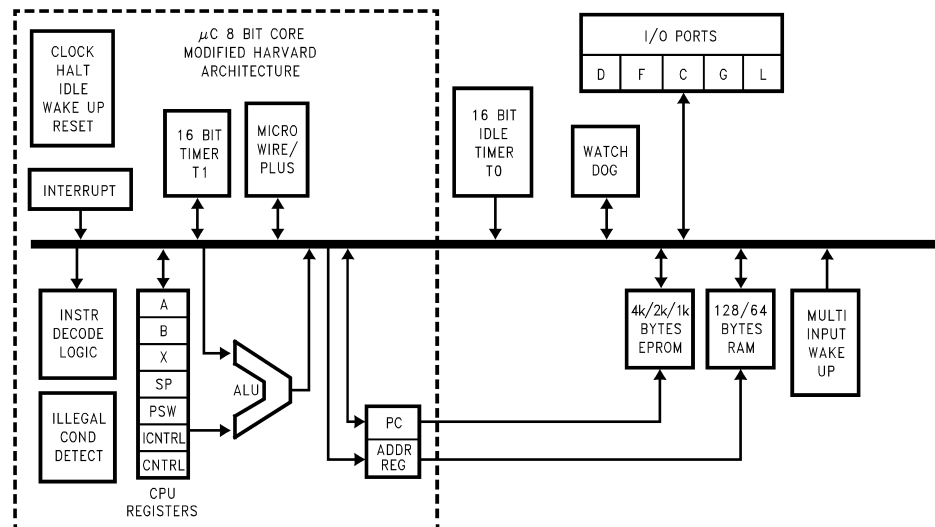 CLOCK
HALT
IDLE
WAKE UP
RESET
μC 8 BIT CORE
MODIFIED HARVARD
ARCHITECTURE
I/O PORTS
D F C G L
16 BIT
TIMER
T1
MICRO
WIRE/
PLUS
16 BIT
IDLE
TIMER
T0
WATCH
DOG
INTERRUPT
INSTR
DECODE
LOGIC
A
B
X
SP
PSW
ICNTRL
CNTRL
CPU
REGISTERS
ALU
4k/2k/1k
BYTES
EPROM
128/64
BYTES
RAM
MULTI
INPUT
WAKE
UP
ILLEGAL
COND
DETECT
PC
ADDR
REG